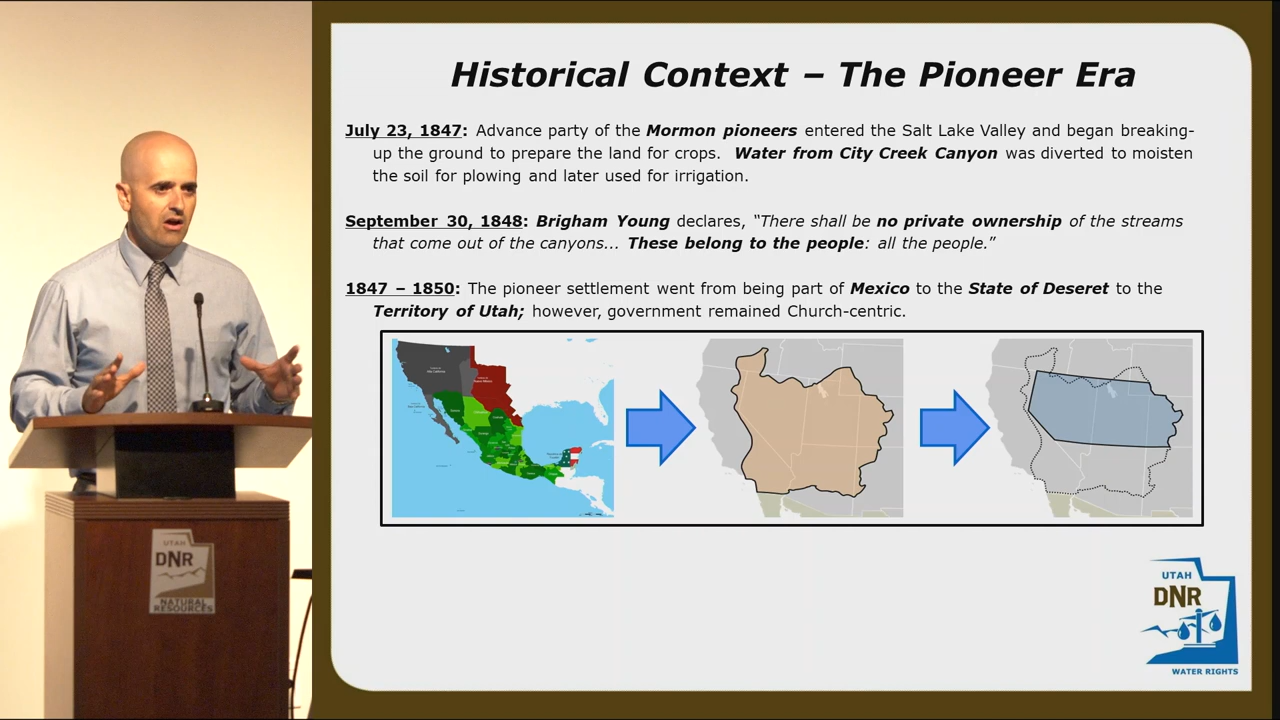 Historical Context – The Pioneer Era
July 23, 1847: Advance party of the Mormon pioneers entered the Salt Lake Valley and began breaking-
up the ground to prepare the land for crops. Water from City Creek Canyon was diverted to moisten
the soil for plowing and later used for irrigation.
September 30, 1848: Brigham Young declares, “There shall be no private ownership of the streams
that come out of the canyons… These belong to the people: all the people.”
1847 – 1850: The pioneer settlement went from being part of Mexico to the State of Deseret to the
Territory of Utah; however, government remained Church-centric.
UTAH
DNR
WATER RIGHTS
UTAH
DNR
NATURAL
RESOURCES